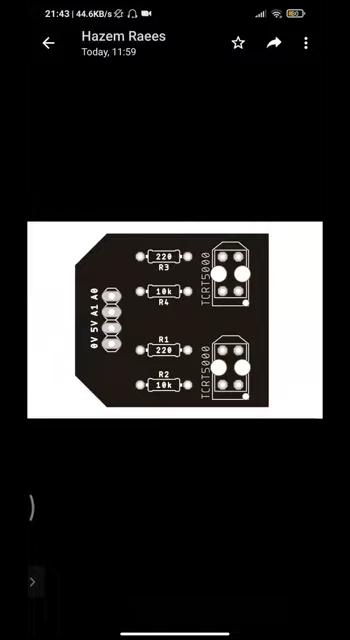 21:43 | 44.6KB/s
Hazem Raees
Today, 11:59
220
R3
10k
R4
TCRT5000
0V 5V A1 A0
R1
220
R2
10k
TCRT5000